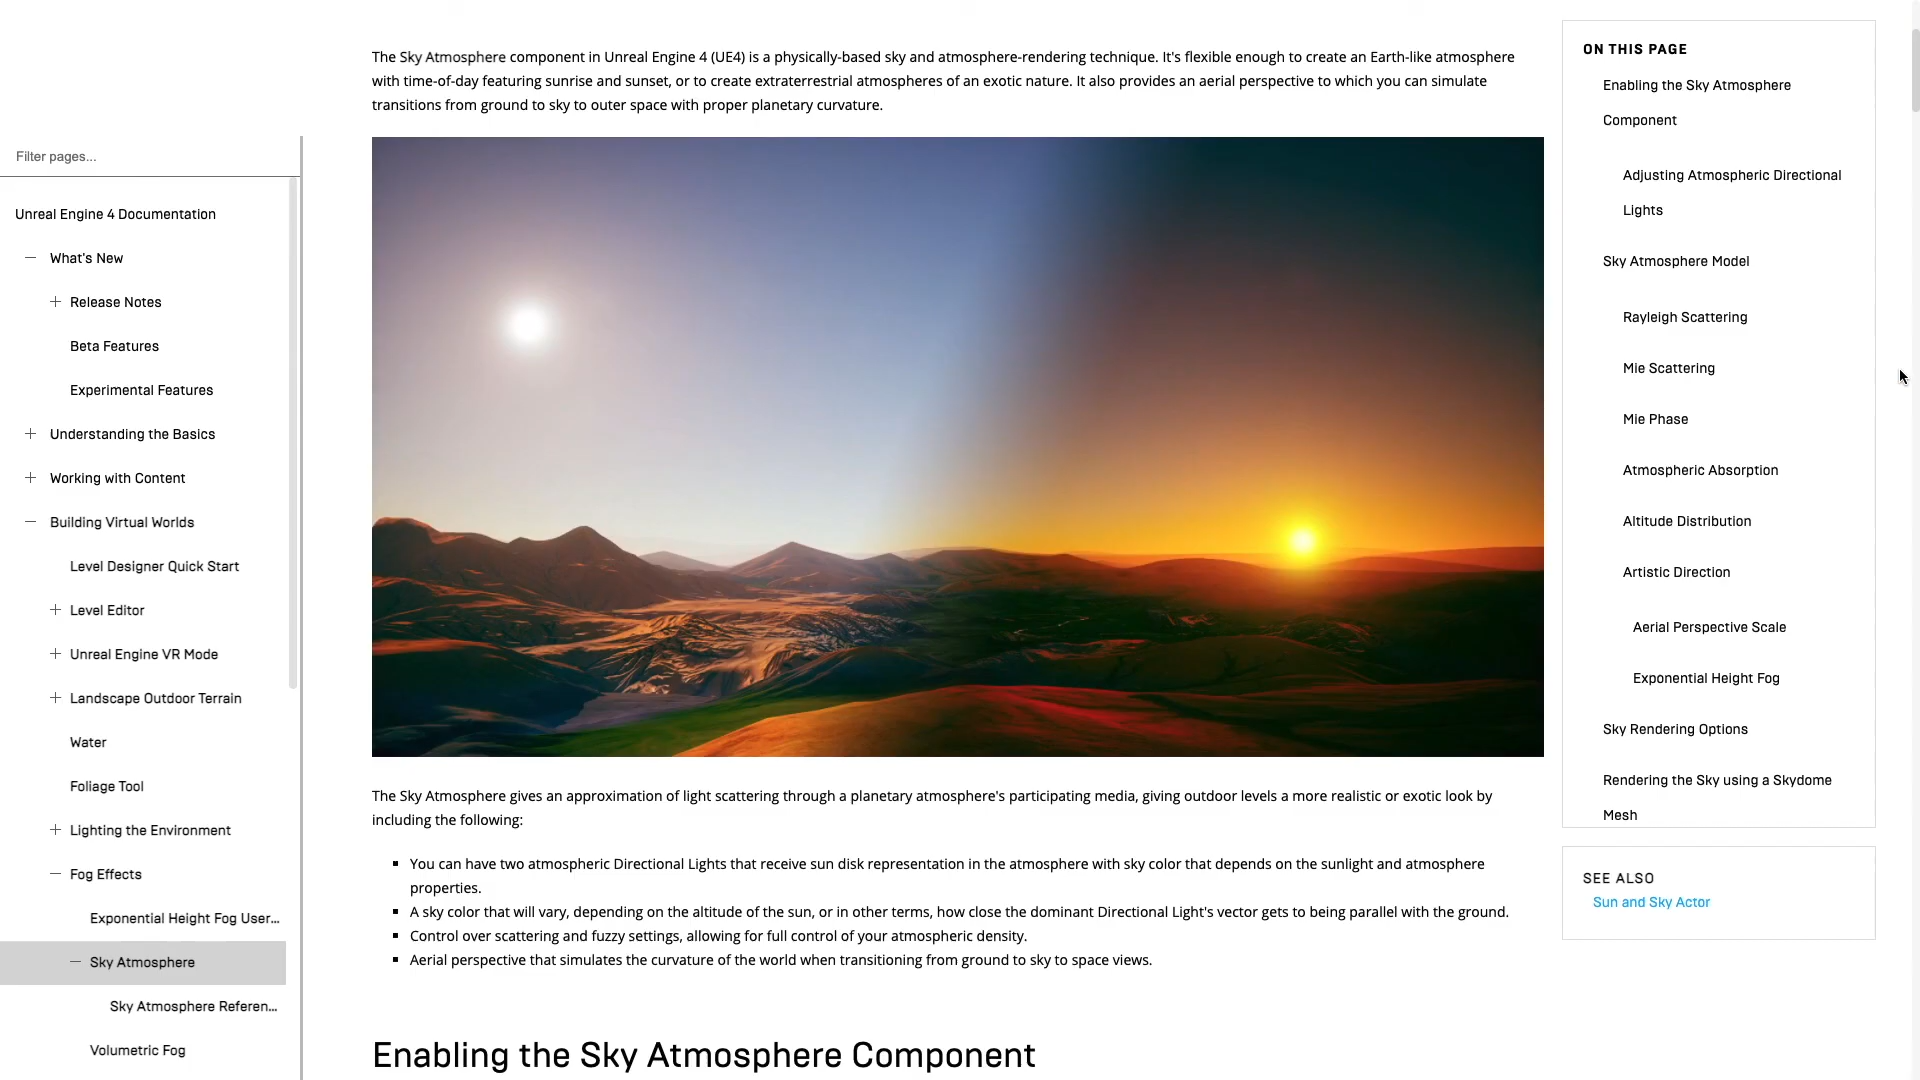 The Sky Atmosphere component in Unreal Engine 4 (UE4) is a physically-based sky and atmosphere-rendering technique. It's flexible enough to create an Earth-like atmosphere
with time-of-day featuring sunrise and sunset, or to create extraterrestrial atmospheres of an exotic nature. It also provides an aerial perspective to which you can simulate
transitions from ground to sky to outer space with proper planetary curvature.
Filter pages...
Unreal Engine 4 Documentation
What's New
Release Notes
Beta Features
Experimental Features
Understanding the Basics
Working with Content
Building Virtual Worlds
Level Designer Quick Start
Level Editor
Unreal Engine VR Mode
Landscape Outdoor Terrain
Water
Foliage Tool
Lighting the Environment
Fog Effects
Exponential Height Fog User...
Sky Atmosphere
Sky Atmosphere Referen...
Volumetric Fog
The Sky Atmosphere gives an approximation of light scattering through a planetary atmosphere's participating media, giving outdoor levels a more realistic or exotic look by
including the following:
You can have two atmospheric Directional Lights that receive sun disk representation in the atmosphere with sky color that depends on the sunlight and atmosphere
properties.
A sky color that will vary, depending on the altitude of the sun, or in other terms, how close the dominant Directional Light's vector gets to being parallel with the ground.
Control over scattering and fuzzy settings, allowing for full control of your atmospheric density.
Aerial perspective that simulates the curvature of the world when transitioning from ground to sky to space views.
Enabling the Sky Atmosphere Component
ON THIS PAGE
Enabling the Sky Atmosphere
Component
Adjusting Atmospheric Directional
Lights
Sky Atmosphere Model
Rayleigh Scattering
Mie Scattering
Mie Phase
Atmospheric Absorption
Altitude Distribution
Artistic Direction
Aerial Perspective Scale
Exponential Height Fog
Sky Rendering Options
Rendering the Sky using a Skydome
Mesh
SEE ALSO
Sun and Sky Actor